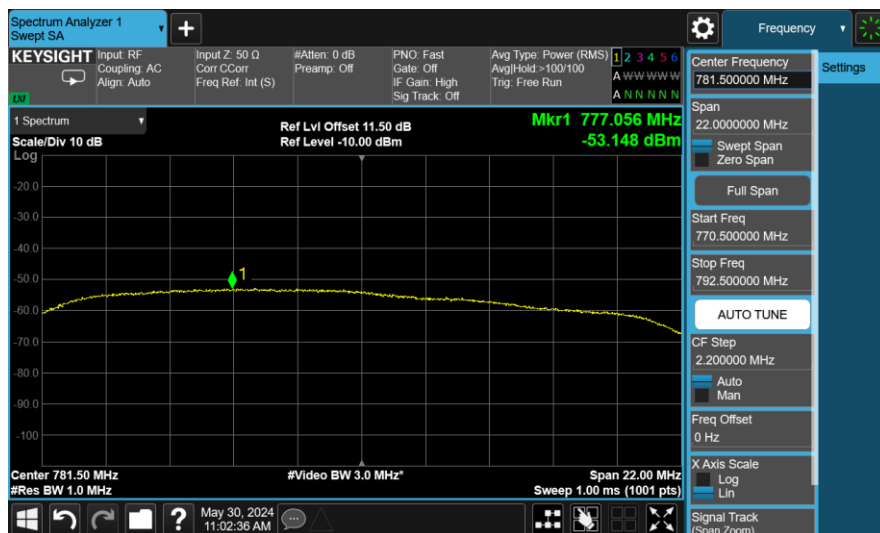 Spectrum Analyzer 1
Swept SA
+
Frequency
KEYSIGHT
LXI
Input: RF
Coupling: AC
Align: Auto
Input Z: 50 Ω
Corr CCorr
Freq Ref: Int (S)
#Atten: 0 dB
Preamp: Off
PNO: Fast
Gate: Off
IF Gain: High
Sig Track: Off
Avg Type: Power (RMS)
Avg|Hold:>100/100
Trig: Free Run
1 2 3 4 5 6
A W W W W W
A N N N N N
1 Spectrum
Scale/Div 10 dB
Log
Ref Lvl Offset 11.50 dB
Ref Level -10.00 dBm
Mkr1 777.056 MHz
-53.148 dBm
-20.0
-30.0
-40.0
-50.0
-60.0
-70.0
-80.0
-90.0
-100
1
Center 781.50 MHz
#Res BW 1.0 MHz
#Video BW 3.0 MHz*
Span 22.00 MHz
Sweep 1.00 ms (1001 pts)
?
May 30, 2024
11:02:36 AM
Center Frequency
781.500000 MHz
Settings
Span
22.0000000 MHz
Swept Span
Zero Span
Full Span
Start Freq
770.500000 MHz
Stop Freq
792.500000 MHz
AUTO TUNE
CF Step
2.200000 MHz
Auto
Man
Freq Offset
0 Hz
X Axis Scale
Log
Lin
Signal Track
(Span Zoom)